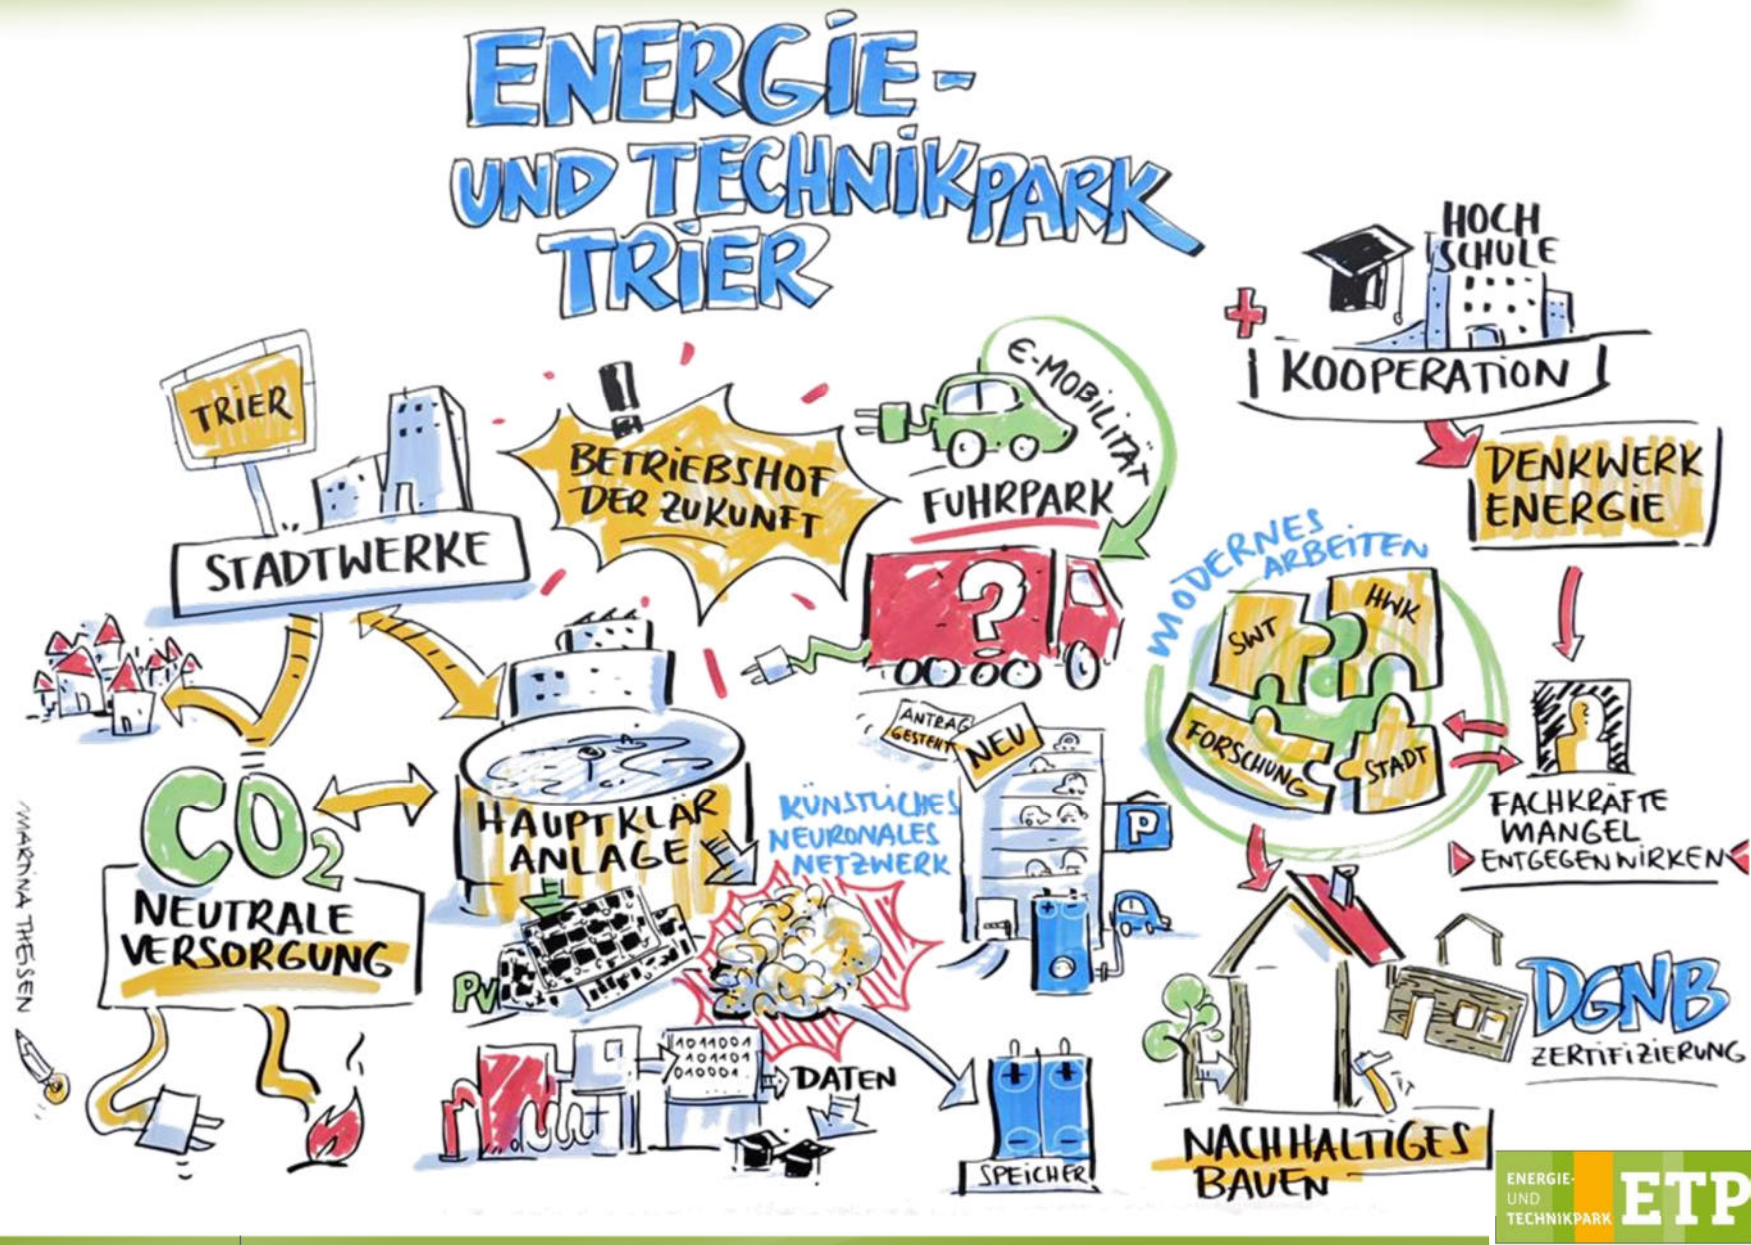 ENERGIE-
UND TECHNIKPARK
TRIER
HOCH
SCHULE
+
KOOPERATION
DENKWERK
ENERGIE
TRIER
STADTWERKE
!
BETRIEBSHOF
DER ZUKUNFT
E-MOBILITÄT
FUHRPARK
?
MODERNES
ARBEITEN
SWT
HWK
FORSCHUNG
STADT
FACHKRÄFTE
MANGEL
ENTGEGENWIRKEN
CO2
NEUTRALE
VERSORGUNG
HAUPTKLÄR
ANLAGE
PV
KÜNSTLICHES
NEURONALES
NETZWERK
ANTRAG
GESTELLT
NEU
P
1011001
101101
010001
DATEN
+ +
- -
SPEICHER
NACHHALTIGES
BAUEN
DGNB
ZERTIFIZIERUNG
MARTINA THEISEN
ENERGIE-
UND
TECHNIKPARK
ETP